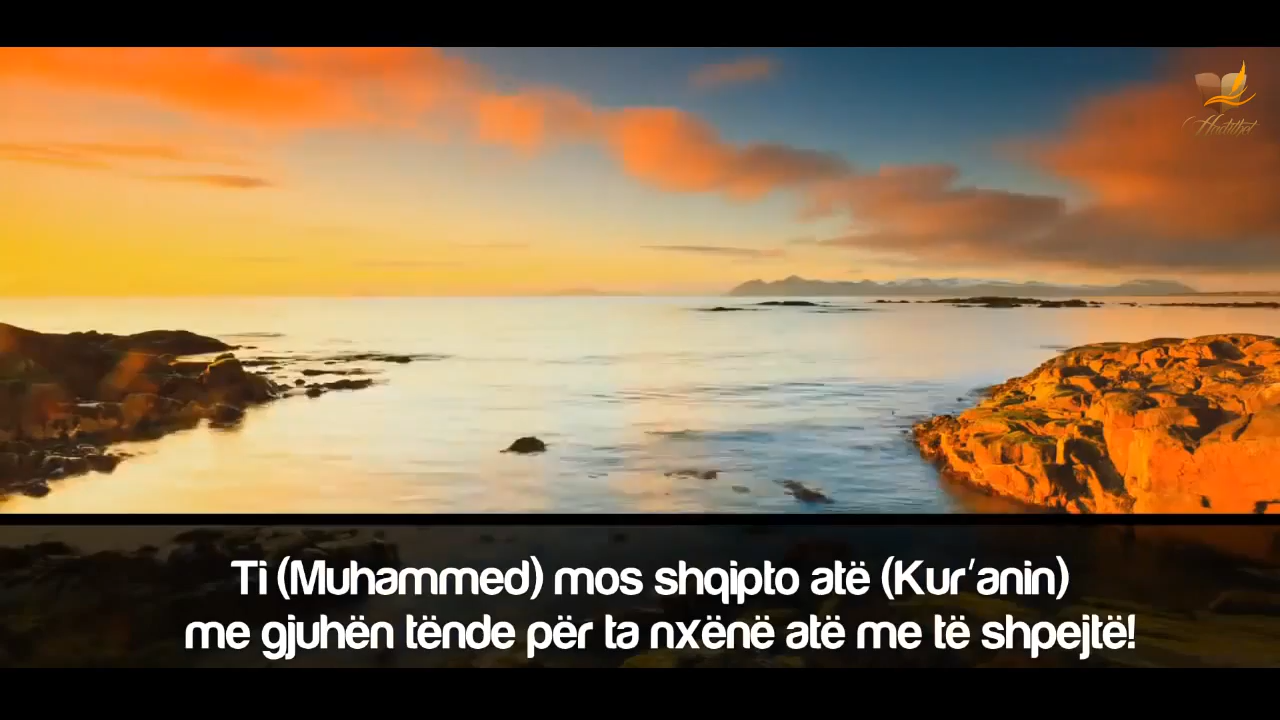 Ti (Muhammed) mos shqipto atë (Kur'anin)
me gjuhën tënde për ta nxënë atë me të shpejtë!